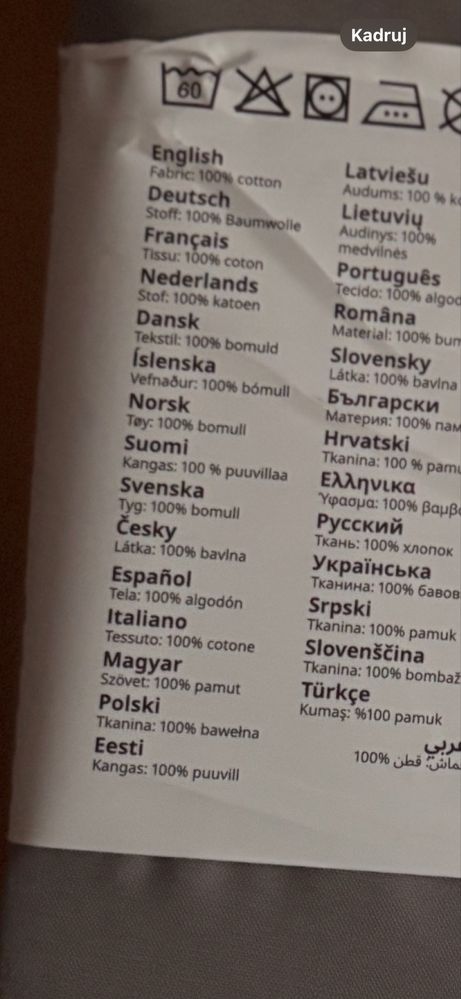 Kadruj
60
English
Fabric: 100% cotton
Deutsch
Stoff: 100% Baumwolle
Français
Tissu: 100% coton
Nederlands
Stof: 100% katoen
Dansk
Tekstil: 100% bomuld
Íslenska
Vefnaður: 100% bómull
Norsk
Tøy: 100% bomull
Suomi
Kangas: 100 % puuvillaa
Svenska
Tyg: 100% bomull
Česky
Látka: 100% bavlna
Español
Tela: 100% algodón
Italiano
Tessuto: 100% cotone
Magyar
Szövet: 100% pamut
Polski
Tkanina: 100% bawełna
Eesti
Kangas: 100% puuvill
Latviešu
Audums: 100 %
Lietuvių
Audinys: 100%
medvilnės
Português
Tecido: 100%
Româna
Material: 100%
Slovensky
Látka: 100% bavlna
Български
Материя: 100%
Hrvatski
Tkanina: 100 %
Ελληνικα
Ύφασμα: 100%
Русский
Ткань: 100% хлопок
Українська
Тканина: 100%
Srpski
Tkanina: 100% pamuk
Slovenščina
Tkanina: 100%
Türkçe
Kumaş: %100 pamuk
قطن 100%